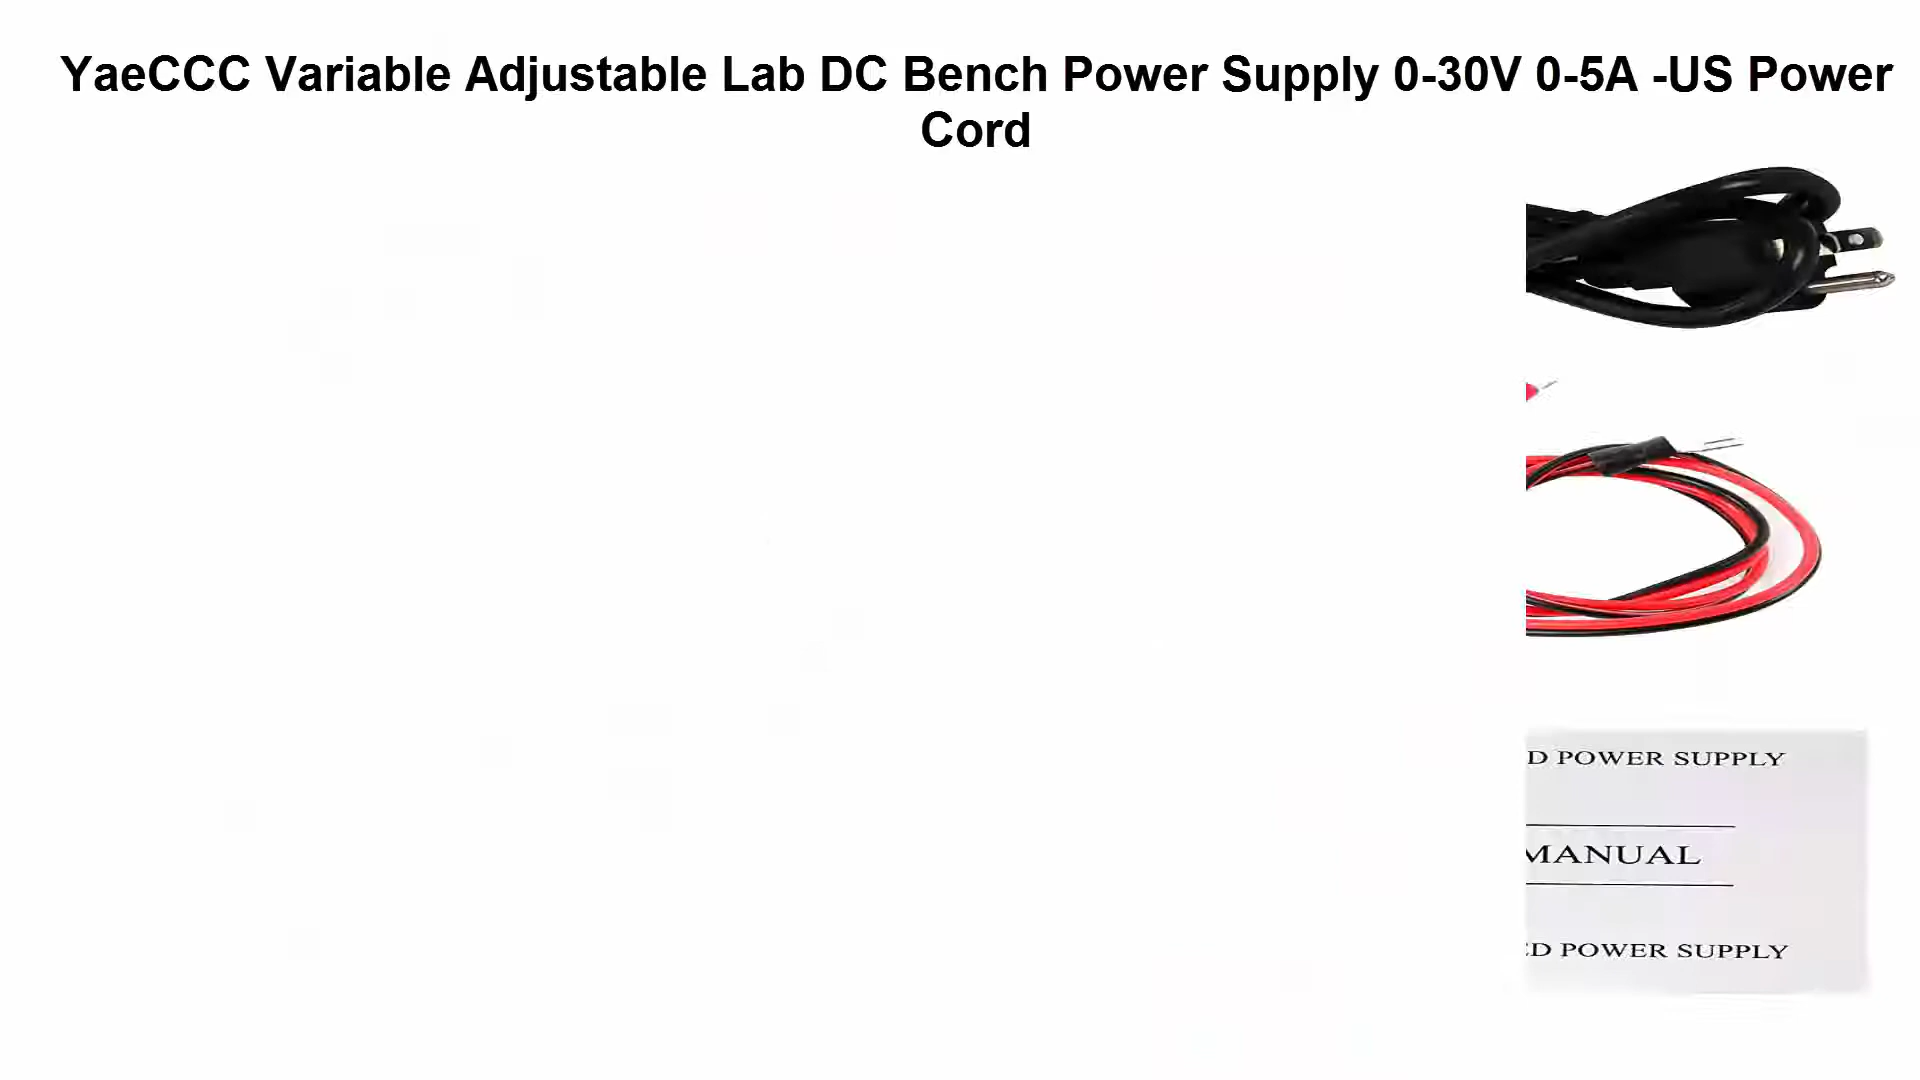 YaeCCC Variable Adjustable Lab DC Bench Power Supply 0-30V 0-5A -US Power
Cord
D POWER SUPPLY
MANUAL
ED POWER SUPPLY